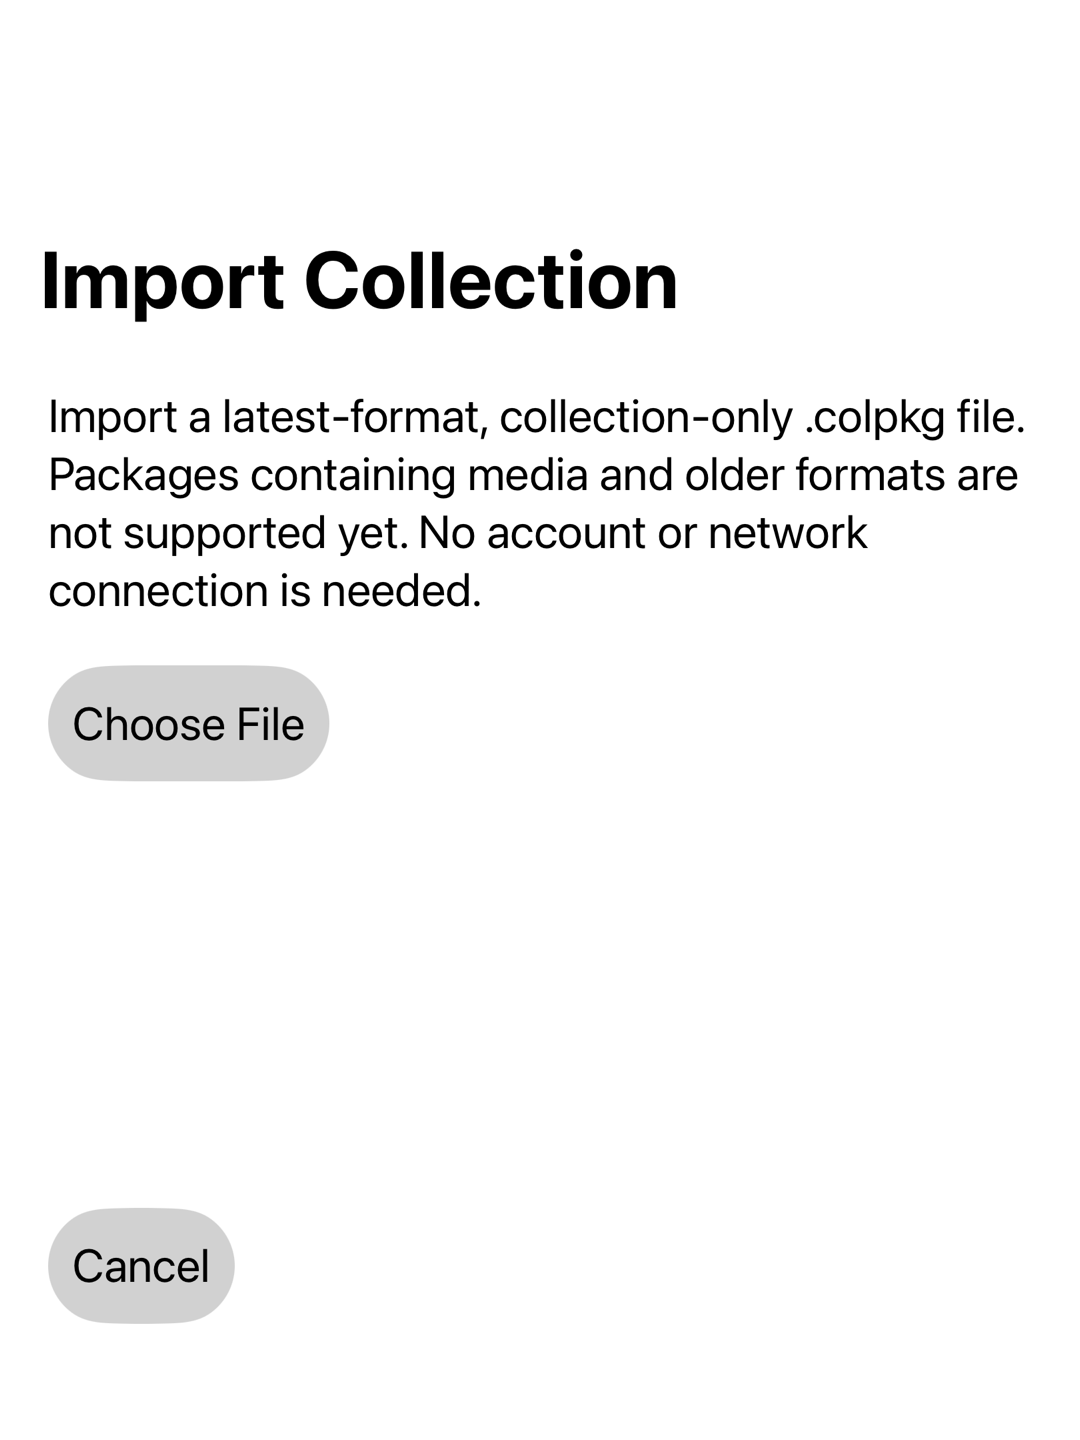 Import Collection
Import a latest-format, collection-only .colpkg file.
Packages containing media and older formats are
not supported yet. No account or network
connection is needed.
Choose File
Cancel